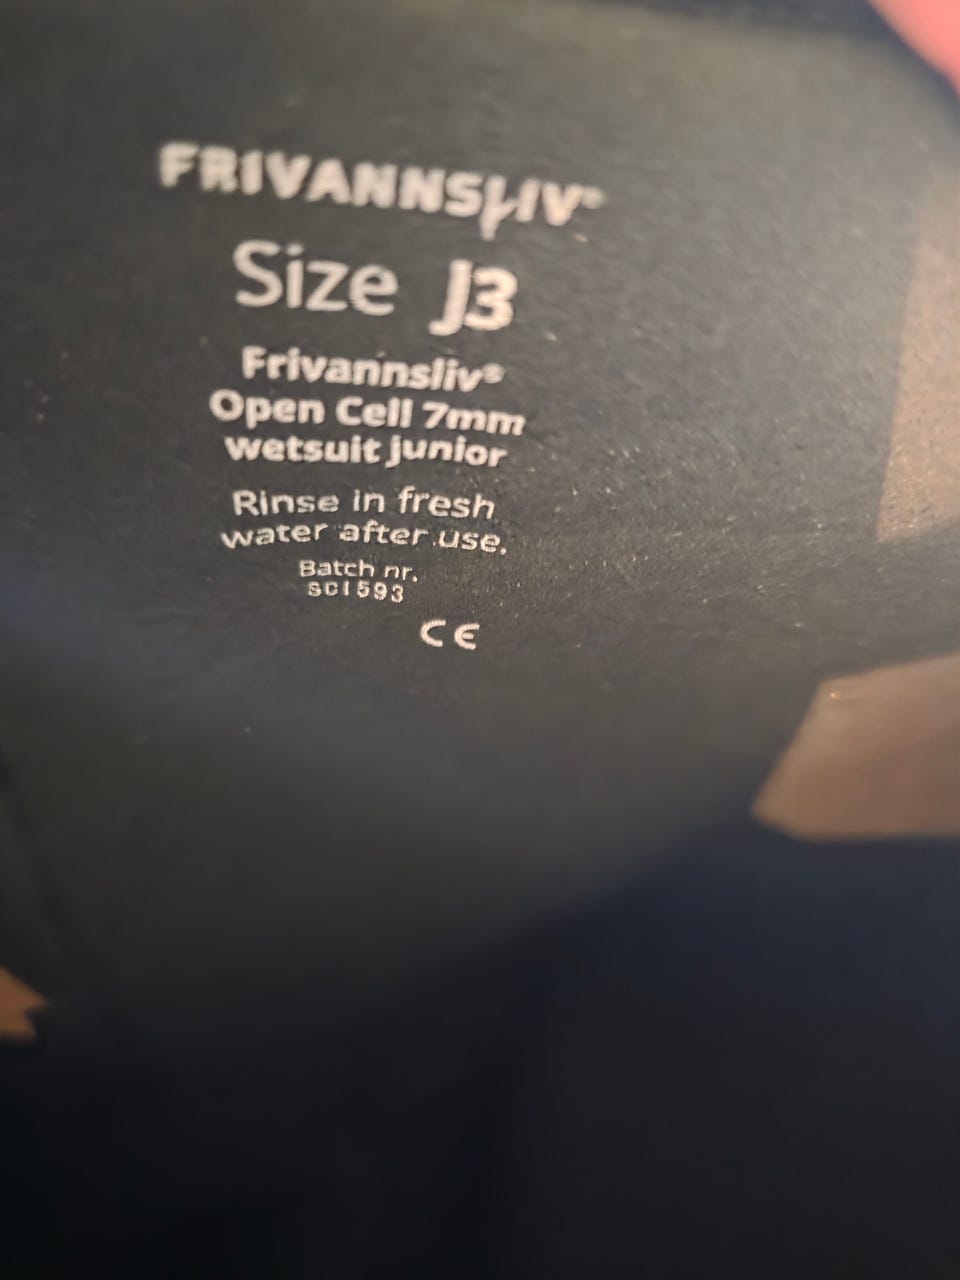 FRIVANNSLIV®
Size J3
Frivannsliv®
Open Cell 7mm
wetsuit junior
Rinse in fresh
water after use.
Batch nr.
SC1593
CE